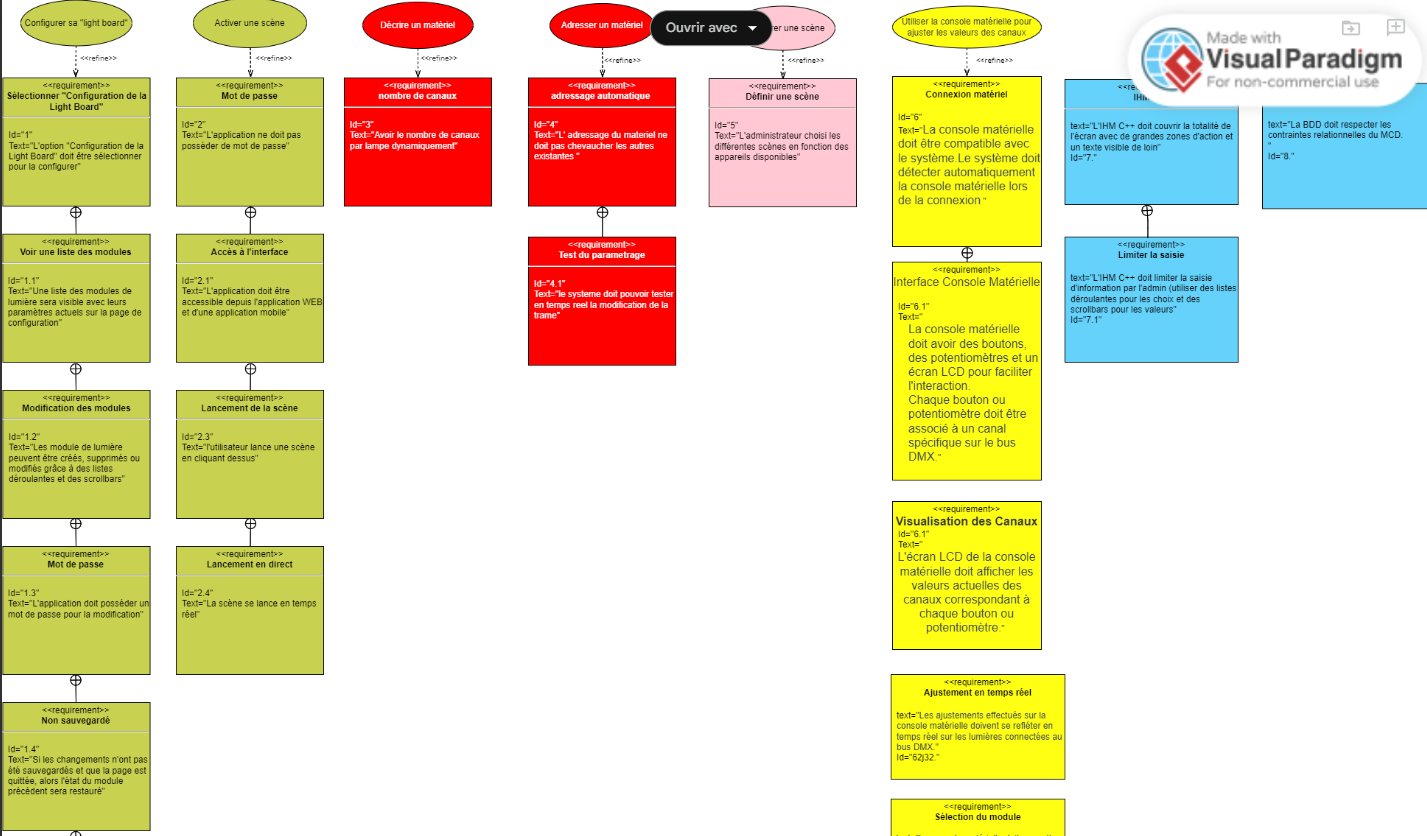 Configurer sa "light board"
<<refine>>
<<requirement>>
Sélectionner "Configuration de la
Light Board"
Id="1"
Text="L'option "Configuration de la
Light Board" doit être sélectionner
pour la configurer"
<<requirement>>
Voir une liste des modules
Id="1.1"
Text="Une liste des modules de
lumière sera visible avec leurs
paramètres actuels sur la page de
configuration"
<<requirement>>
Modification des modules
Id="1.2"
Text="Les module de lumière
peuvent être créés, supprimés ou
modifiés grâce à des listes
déroulantes et des scrollbars"
<<requirement>>
Mot de passe
Id="1.3"
Text="L'application doit posséder un
mot de passe pour la modification"
<<requirement>>
Non sauvegardé
Id="1.4"
Text="Si les changements n'ont pas
été sauvegardés et que la page est
quittée, alors l'état du module
précédent sera restauré"
Activer une scène
<<refine>>
<<requirement>>
Mot de passe
Id="2"
Text="L'application ne doit pas
posséder de mot de passe"
<<requirement>>
Accès à l'interface
Id="2.1"
Text="L'application doit être
accessible depuis l'application WEB
et d'une application mobile"
<<requirement>>
Lancement de la scène
Id="2.3"
Text="l'utilisateur lance une scène
en cliquant dessus"
<<requirement>>
Lancement en direct
Id="2.4"
Text="La scène se lance en temps
réel"
Décrire un matériel
<<refine>>
<<requirement>>
nombre de canaux
Id="3"
Text="Avoir le nombre de canaux
par lampe dynamiquement"
Adresser un matériel
<<refine>>
<<requirement>>
adressage automatique
Id="4"
Text="L' adressage du materiel ne
doit pas chevaucher les autres
existantes "
<<requirement>>
Test du parametrage
Id="4.1"
Text="le systeme doit pouvoir tester
en temps reel la modification de la
trame"
Ouvrir avec
er une scène
<<refine>>
<<requirement>>
Définir une scène
Id="5"
Text="L'administrateur choisi les
différentes scènes en fonction des
appareils disponibles"
Utiliser la console matérielle pour
ajuster les valeurs des canaux
<<refine>>
<<requirement>>
Connexion matériel
Id="6"
Text="La console matérielle
doit être compatible avec
le système.Le système doit
détecter automatiquement
la console matérielle lors
de la connexion "
<<requirement>>
Interface Console Matérielle
Id="6.1"
Text="
La console matérielle
doit avoir des boutons,
des potentiomètres et un
écran LCD pour faciliter
l'interaction.
Chaque bouton ou
potentiomètre doit être
associé à un canal
spécifique sur le bus
DMX."
<<requirement>>
Visualisation des Canaux
Id="6.1"
Text="
L'écran LCD de la console
matérielle doit afficher les
valeurs actuelles des
canaux correspondant à
chaque bouton ou
potentiomètre."
<<requirement>>
Ajustement en temps réel
text="Les ajustements effectués sur la
console matérielle doivent se refléter en
temps réel sur les lumières connectées au
bus DMX."
Id="62j32."
<<requirement>>
Sélection du module
<<re
IH
text="L'IHM C++ doit couvrir la totalité de
l'écran avec de grandes zones d'action et
un texte visible de loin"
Id="7."
<<requirement>>
Limiter la saisie
text="L'IHM C++ doit limiter la saisie
d'information par l'admin (utiliser des listes
déroulantes pour les choix et des
scrollbars pour les valeurs"
Id="7.1"
text="La BDD doit respecter les
contraintes relationnelles du MCD.
"
Id="8."
Made with
Visual Paradigm
For non-commercial use